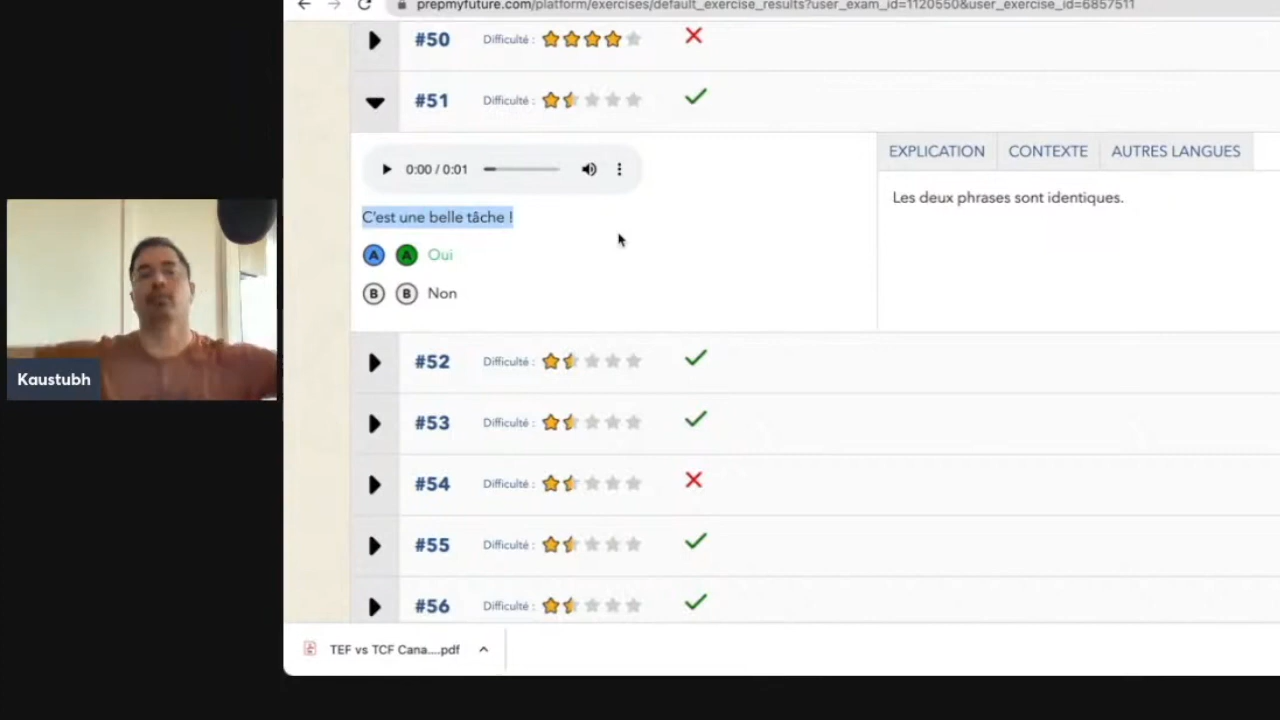 prepmyfuture.com/platform/exercises/default_exercise_results?user_exam_id=1120550&user_exercise_id=6857511
#50 Difficulté :
#51 Difficulté :
0:00 / 0:01
EXPLICATION CONTEXTE AUTRES LANGUES
C'est une belle tâche !
Les deux phrases sont identiques.
A A Oui
B B Non
Kaustubh
#52 Difficulté :
#53 Difficulté :
#54 Difficulté :
#55 Difficulté :
#56 Difficulté :
TEF vs TCF Cana....pdf